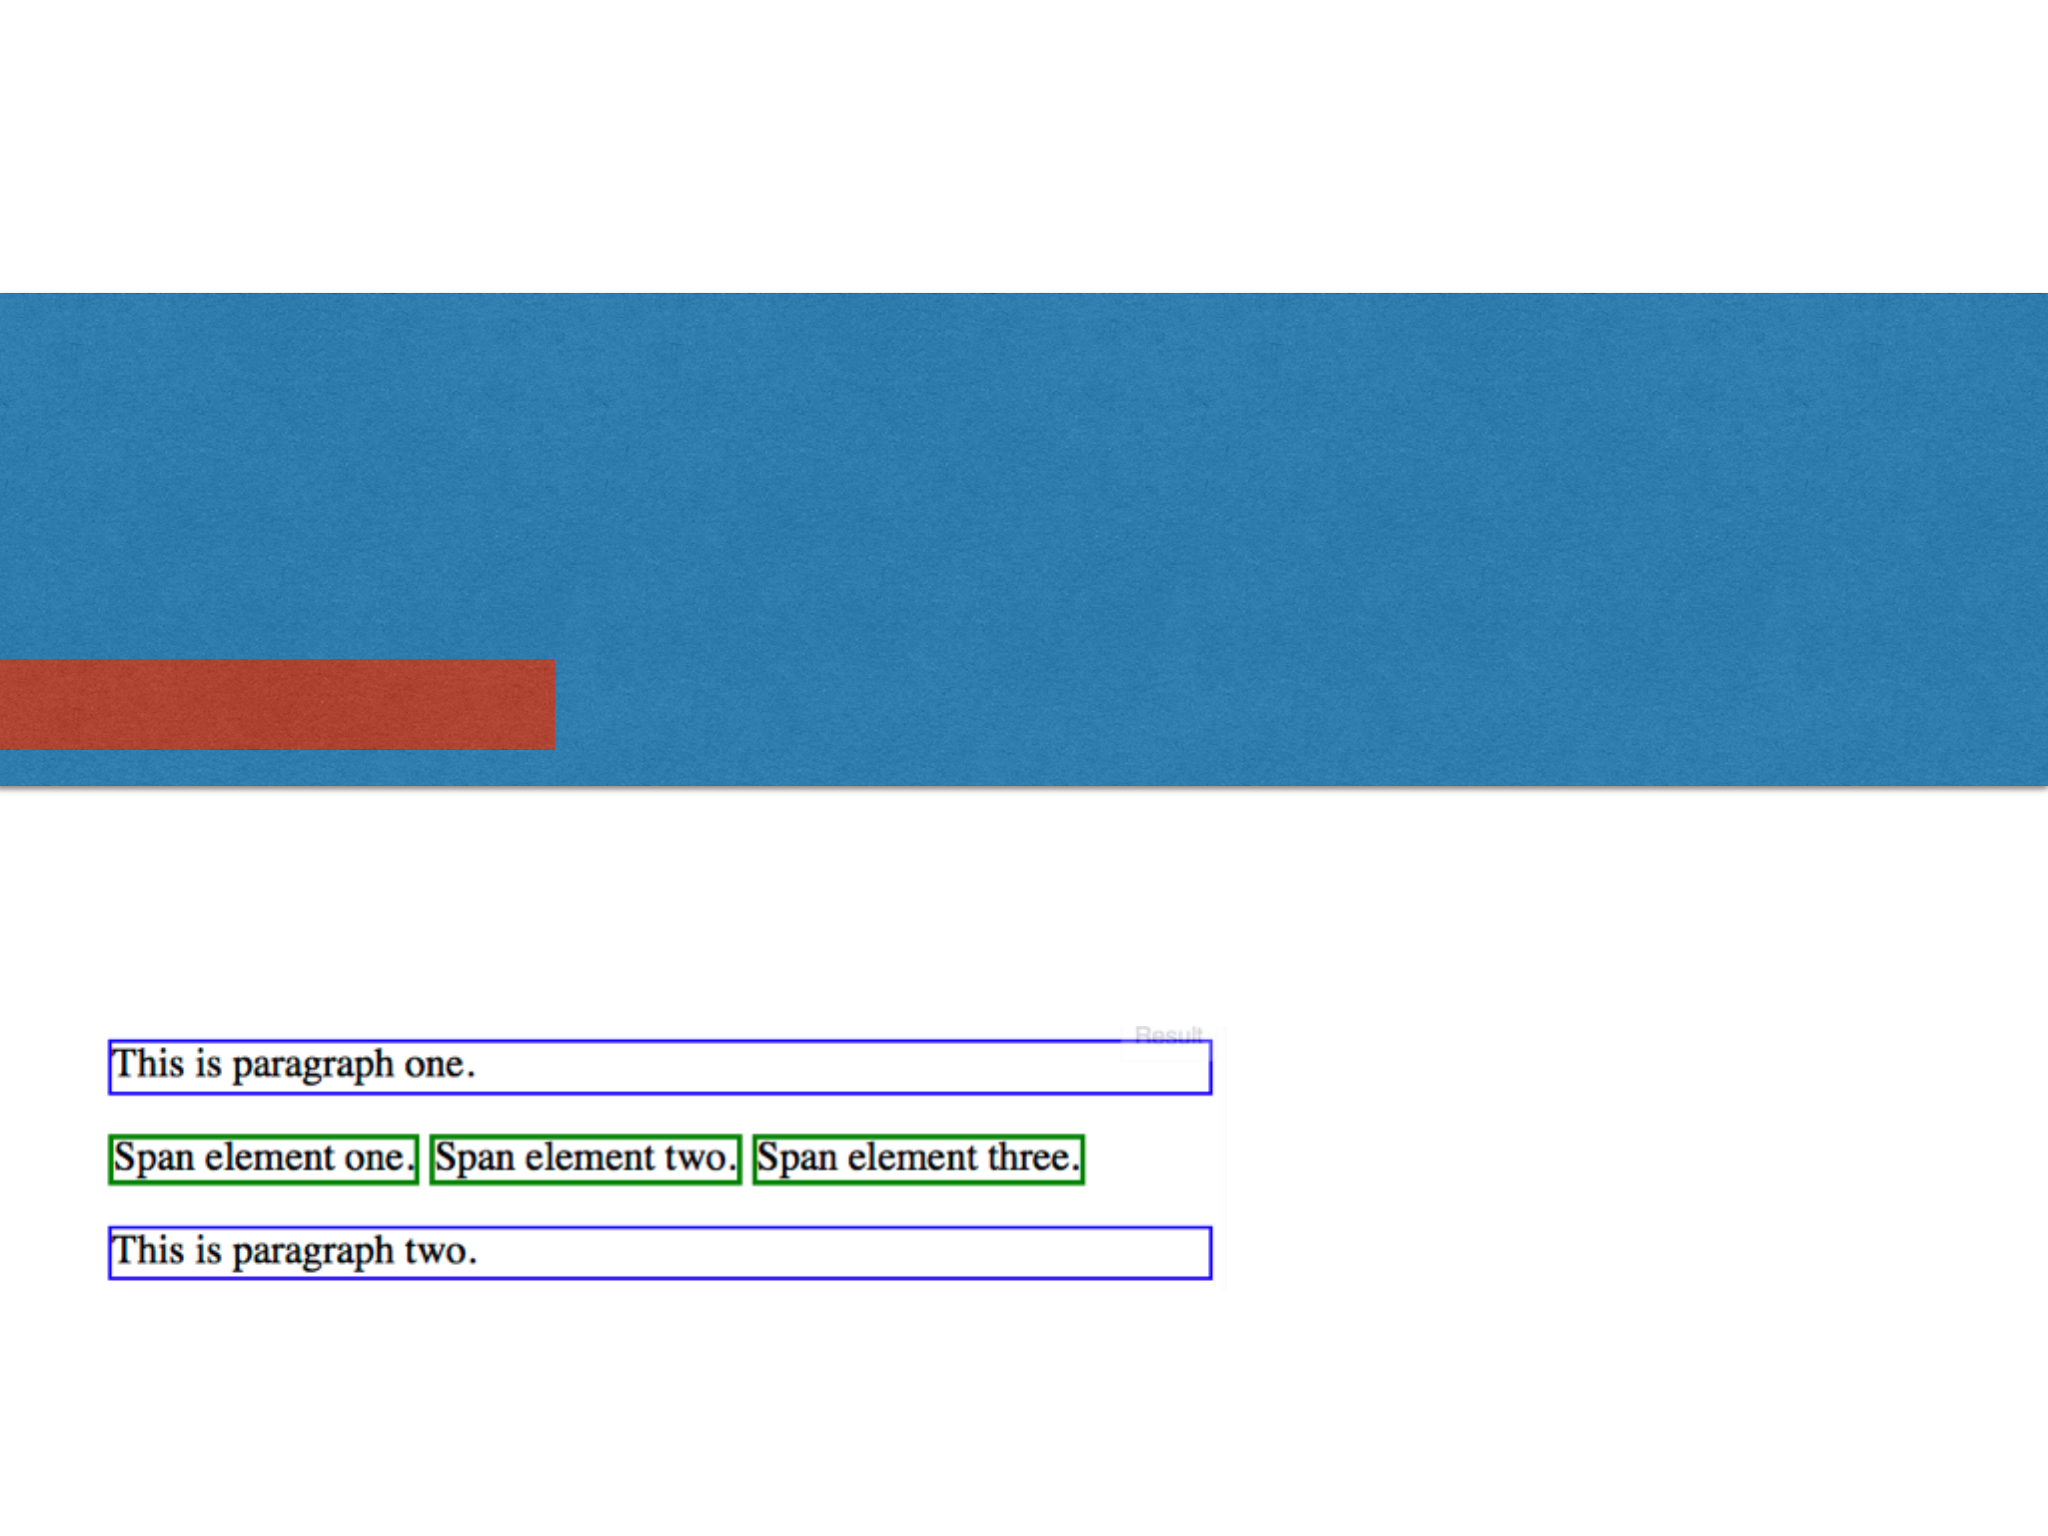 Result
This is paragraph one.
Span element one. Span element two. Span element three.
This is paragraph two.